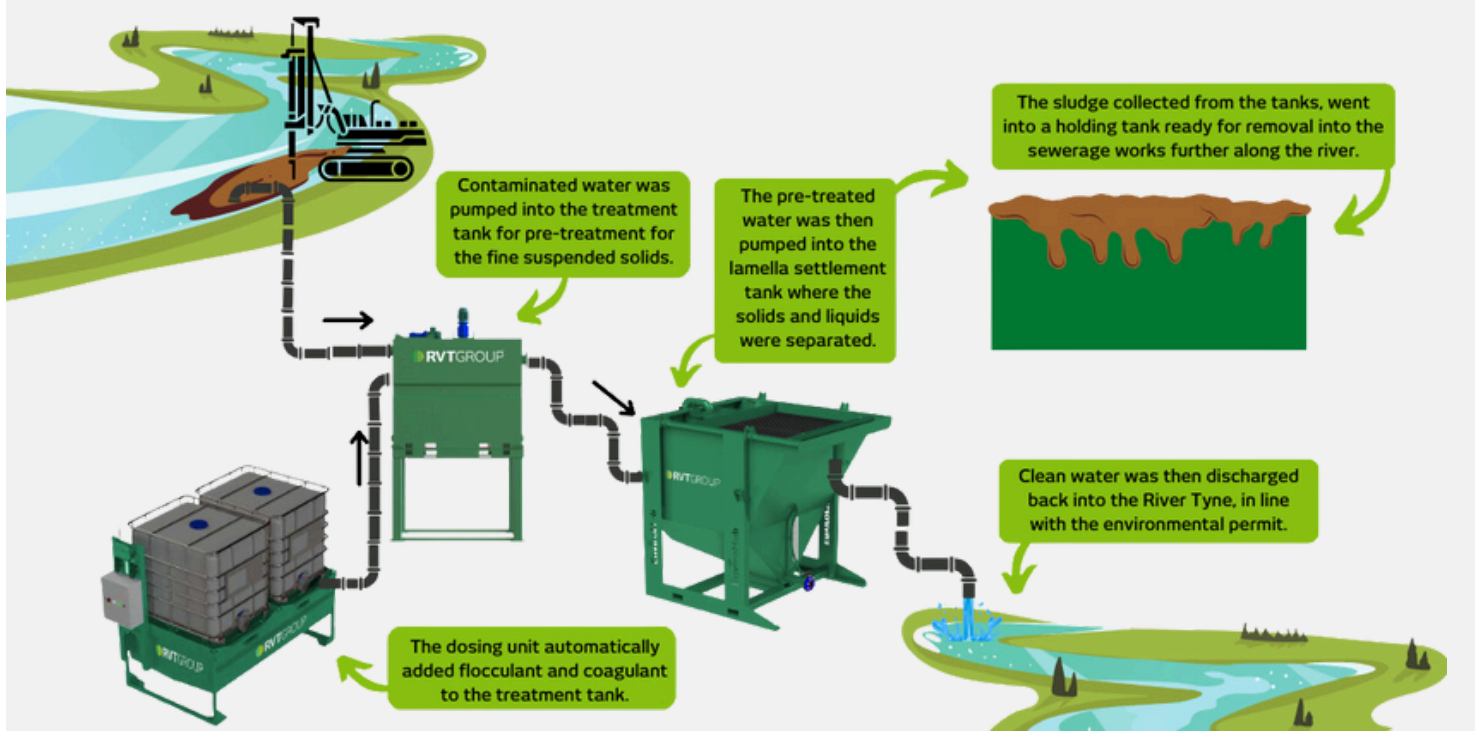 The sludge collected from the tanks, went
into a holding tank ready for removal into the
sewerage works further along the river.
Contaminated water was
pumped into the treatment
tank for pre-treatment for
the fine suspended solids.
The pre-treated
water was then
pumped into the
lamella settlement
tank where the
solids and liquids
were separated.
RVTGROUP
RVTGROUP
Clean water was then discharged
back into the River Tyne, in line
with the environmental permit.
RVTGROUP
RVTGROUP
The dosing unit automatically
added flocculant and coagulant
to the treatment tank.